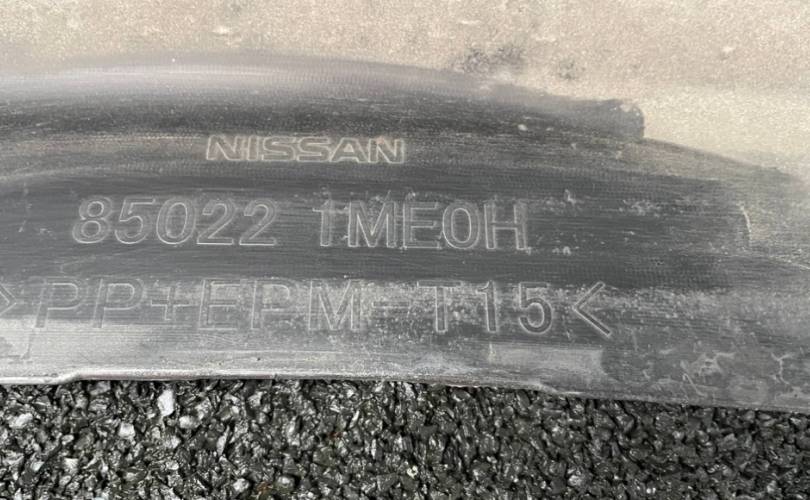 NISSAN
85022 1ME0H
>PP+EPM-T15<